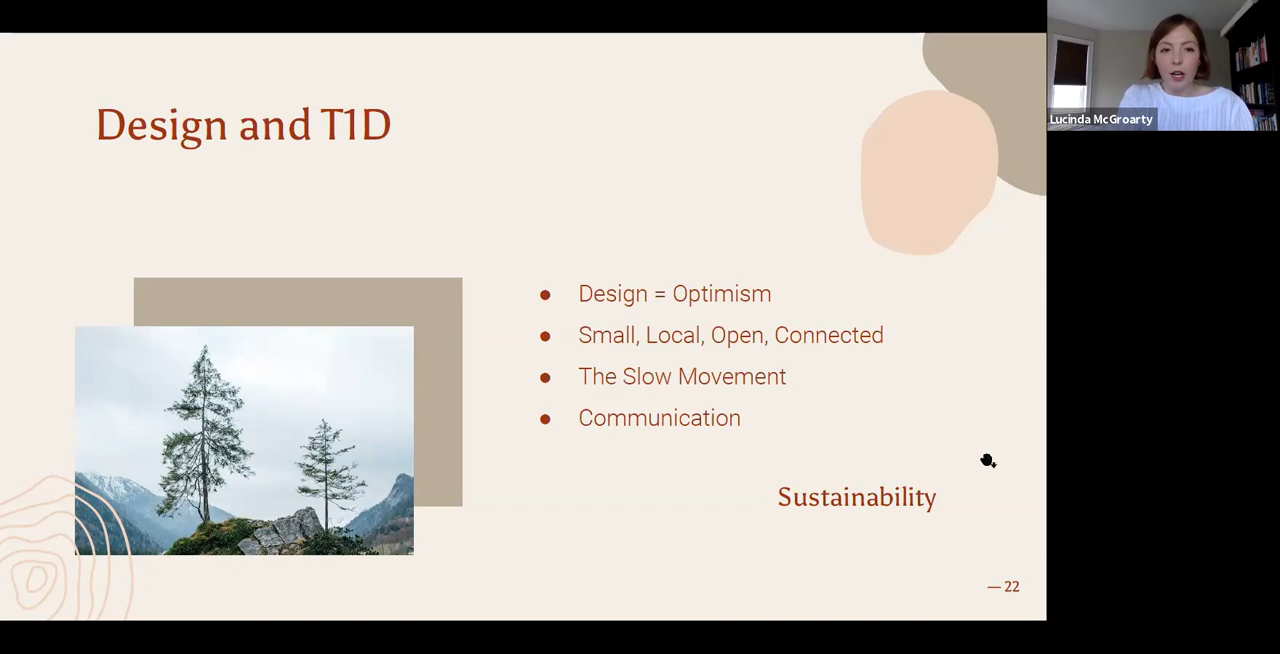 Design and T1D
Design = Optimism
Small, Local, Open, Connected
The Slow Movement
Communication
Sustainability
— 22
Lucinda McGroarty